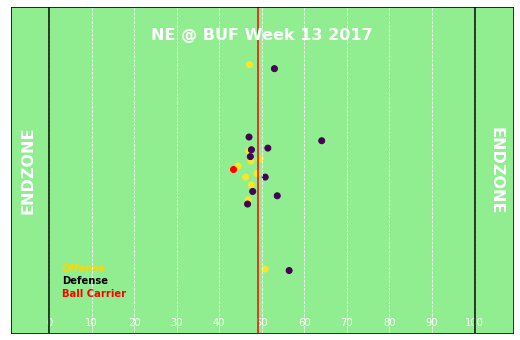 NE @ BUF Week 13 2017
ENDZONE
ENDZONE
Offense
Defense
Ball Carrier
0 10 20 30 40 50 60 70 80 90 100